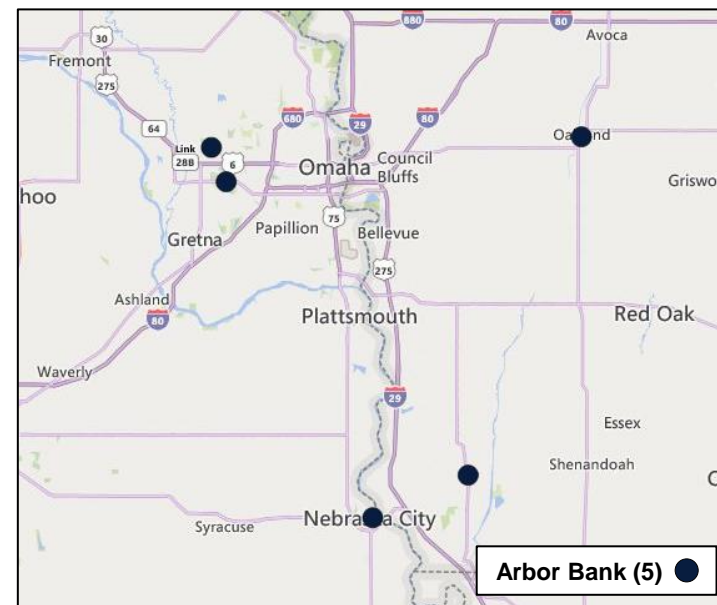 680
80
Avoca
30
Fremont
275
64
680
29
80
Oakland
Link
28B
6
Omaha
Council
Bluffs
Griswo
hoo
75
Papillion
Bellevue
Gretna
275
Ashland
80
Plattsmouth
Red Oak
Waverly
29
Essex
Shenandoah
C
Nebraska City
Syracuse
Arbor Bank (5)